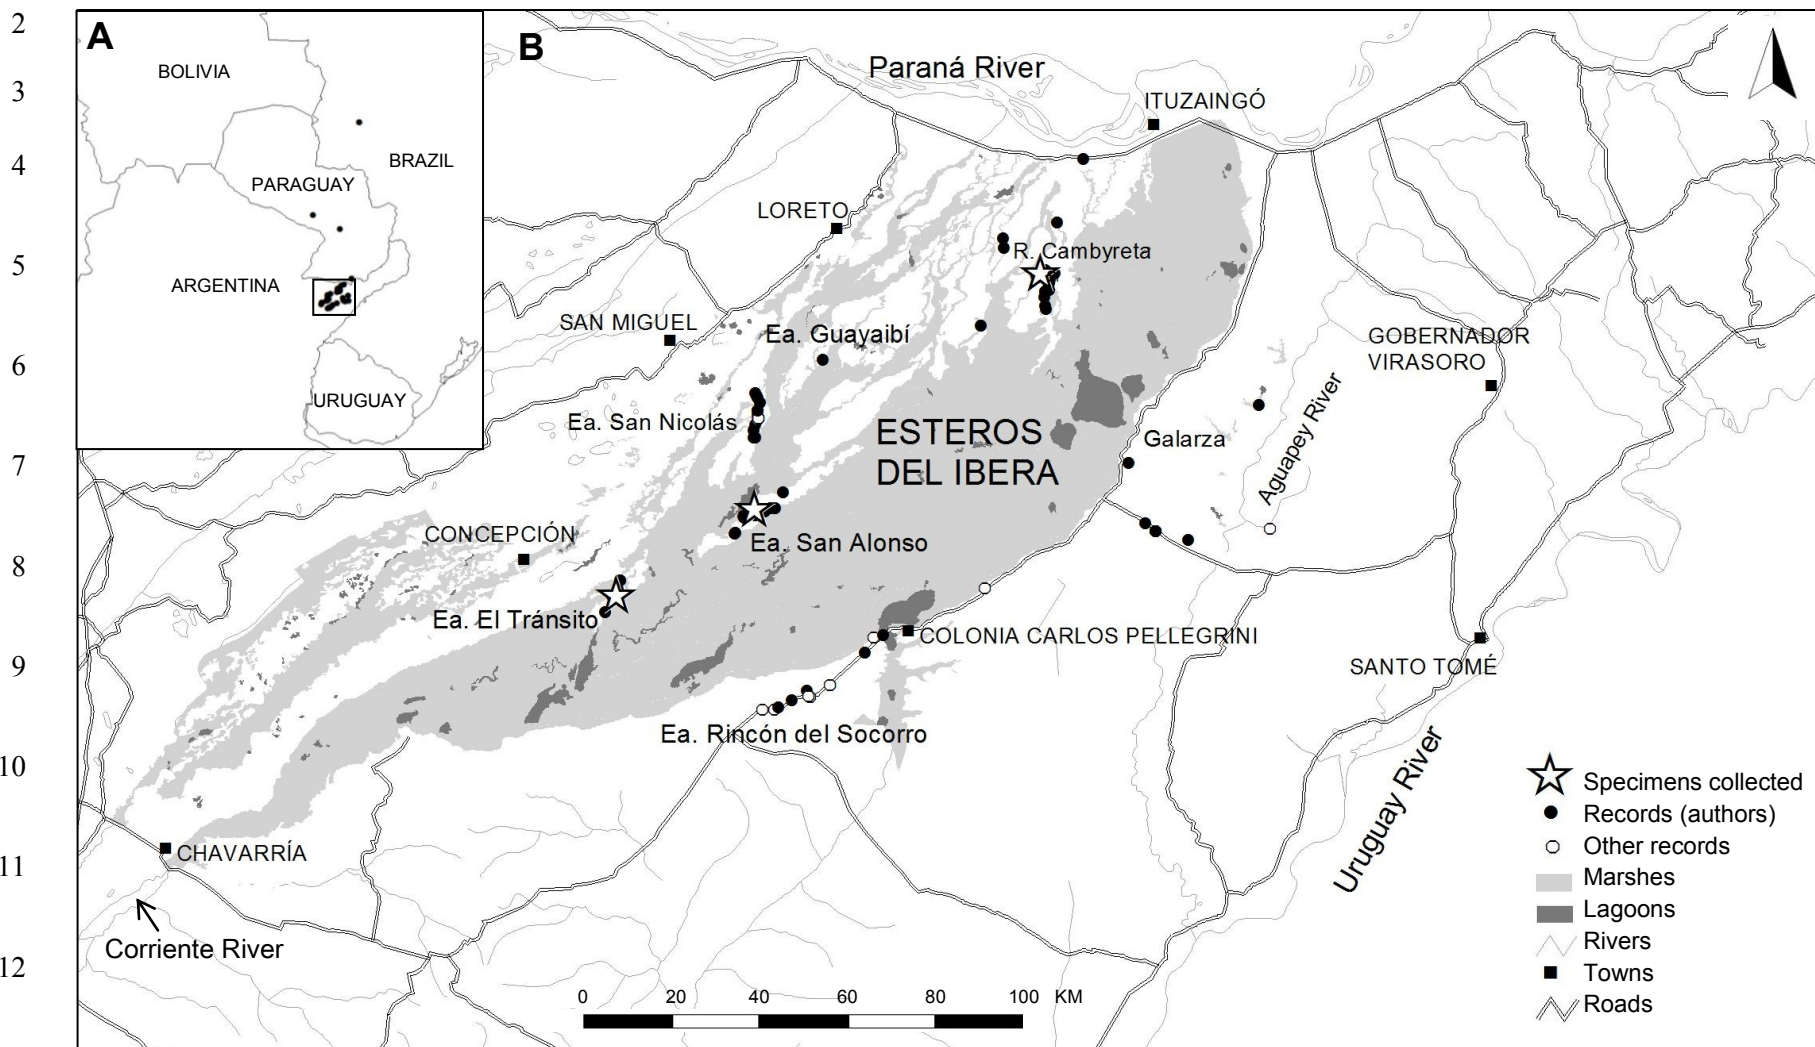 2
3
4
5
6
7
8
9
10
11
12
A
BOLIVIA
BRAZIL
PARAGUAY
ARGENTINA
URUGUAY
B
Paraná River
ITUZAINGÓ
LORETO
R. Cambyreta
SAN MIGUEL
Ea. Guayaibí
GOBERNADOR
VIRASORO
Ea. San Nicolás
ESTEROS
DEL IBERA
Galarza
Aguapey River
CONCEPCIÓN
Ea. San Alonso
Ea. El Tránsito
COLONIA CARLOS PELLEGRINI
SANTO TOMÉ
Ea. Rincón del Socorro
Uruguay River
CHAVARRÍA
Corriente River
Specimens collected
Records (authors)
Other records
Marshes
Lagoons
Rivers
Towns
Roads
0 20 40 60 80 100 KM